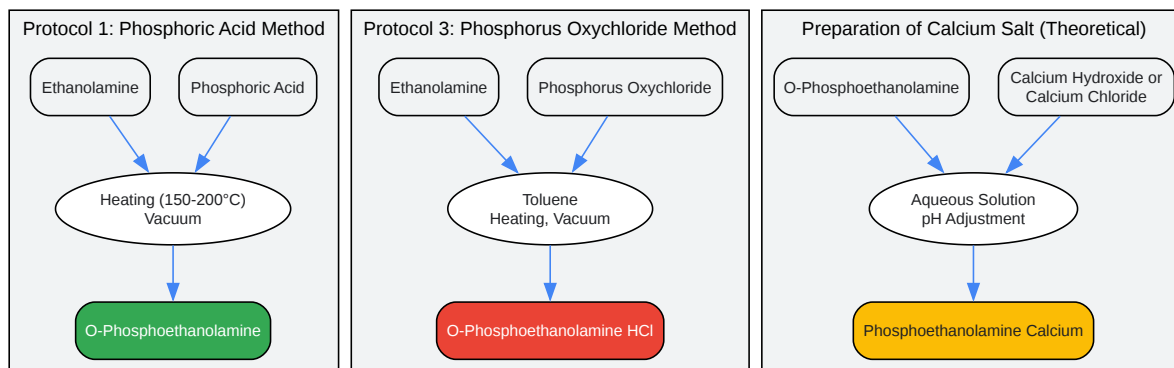 Protocol 1: Phosphoric Acid Method
Ethanolamine
Phosphoric Acid
Heating (150-200°C)
Vacuum
O-Phosphoethanolamine
Protocol 3: Phosphorus Oxychloride Method
Ethanolamine
Phosphorus Oxychloride
Toluene
Heating, Vacuum
O-Phosphoethanolamine HCl
Preparation of Calcium Salt (Theoretical)
O-Phosphoethanolamine
Calcium Hydroxide or
Calcium Chloride
Aqueous Solution
pH Adjustment
Phosphoethanolamine Calcium